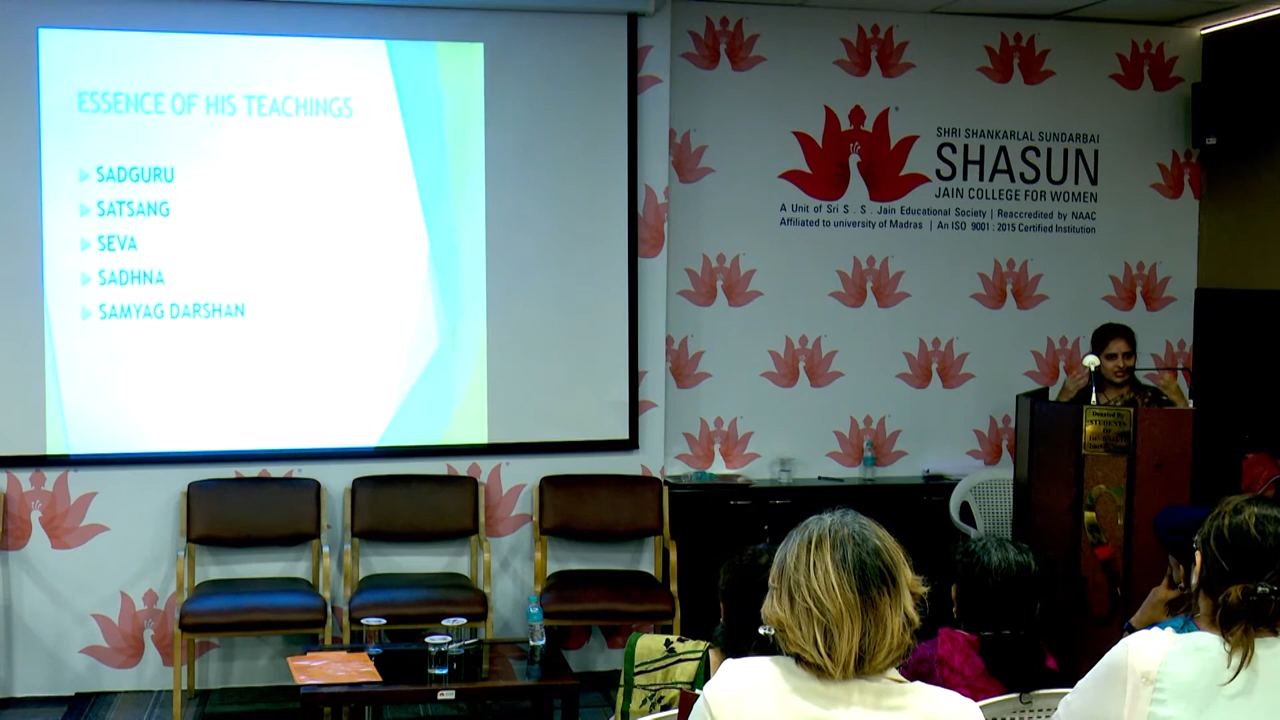 ESSENCE OF HIS TEACHINGS
SADGURU
SATSANG
SEVA
SADHNA
SAMYAG DARSHAN
SHRI SHANKARLAL SUNDARBAI
SHASUN
JAIN COLLEGE FOR WOMEN
A Unit of Sri S . S . Jain Educational Society | Reaccredited by NAAC
Affiliated to university of Madras | An ISO 9001 : 2015 Certified Institution
Donated By
STUDENTS
OF